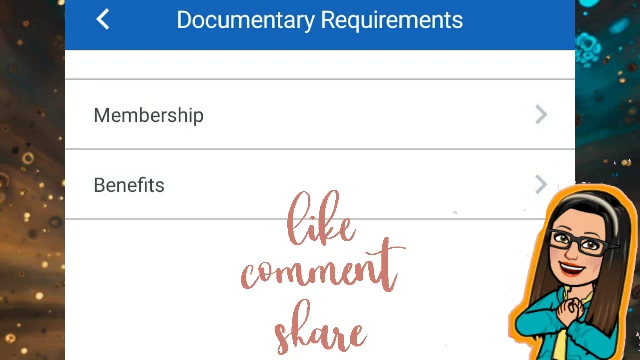 Documentary Requirements
Membership
Benefits
like
comment
share